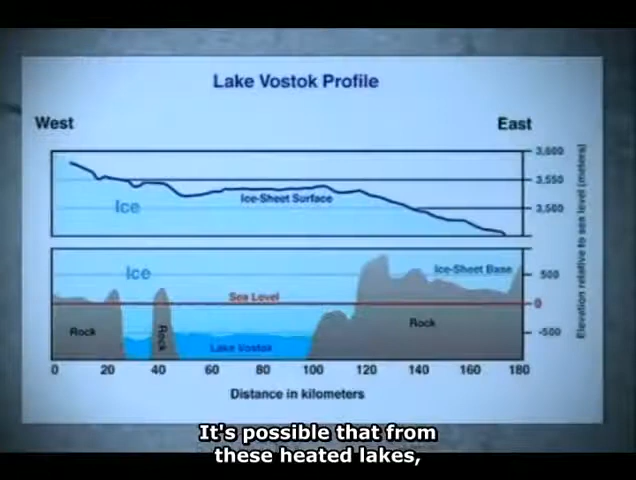 Lake Vostok Profile
West
East
3,600
3,550
3,500
Ice
Ice-Sheet Surface
Elevation relative to sea level (meters)
Ice
Ice-Sheet Base
500
Sea Level
0
Rock
Rock
Rock
-500
Lake Vostok
0 20 40 60 80 100 120 140 160 180
Distance in kilometers
It's possible that from
these heated lakes,